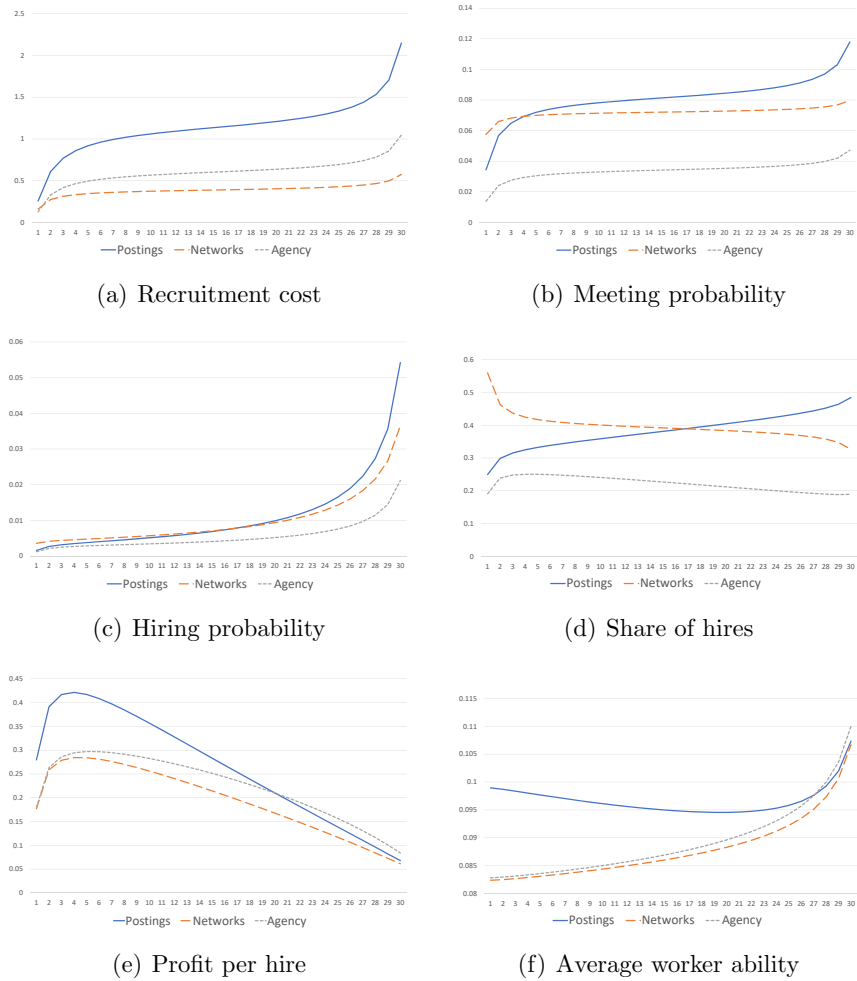 2.5
2
1.5
1
0.5
0
1 2 3 4 5 6 7 8 9 10 11 12 13 14 15 16 17 18 19 20 21 22 23 24 25 26 27 28 29 30
Postings Networks Agency
(a) Recruitment cost
0.14
0.12
0.1
0.08
0.06
0.04
0.02
0
1 2 3 4 5 6 7 8 9 10 11 12 13 14 15 16 17 18 19 20 21 22 23 24 25 26 27 28 29 30
Postings Networks Agency
(b) Meeting probability
0.06
0.05
0.04
0.03
0.02
0.01
0
1 2 3 4 5 6 7 8 9 10 11 12 13 14 15 16 17 18 19 20 21 22 23 24 25 26 27 28 29 30
Postings Networks Agency
(c) Hiring probability
0.6
0.5
0.4
0.3
0.2
0.1
0
1 2 3 4 5 6 7 8 9 10 11 12 13 14 15 16 17 18 19 20 21 22 23 24 25 26 27 28 29 30
Postings Networks Agency
(d) Share of hires
0.45
0.4
0.35
0.3
0.25
0.2
0.15
0.1
0.05
0
1 2 3 4 5 6 7 8 9 10 11 12 13 14 15 16 17 18 19 20 21 22 23 24 25 26 27 28 29 30
Postings Networks Agency
(e) Profit per hire
0.115
0.11
0.105
0.1
0.095
0.09
0.085
0.08
1 2 3 4 5 6 7 8 9 10 11 12 13 14 15 16 17 18 19 20 21 22 23 24 25 26 27 28 29 30
Postings Networks Agency
(f) Average worker ability